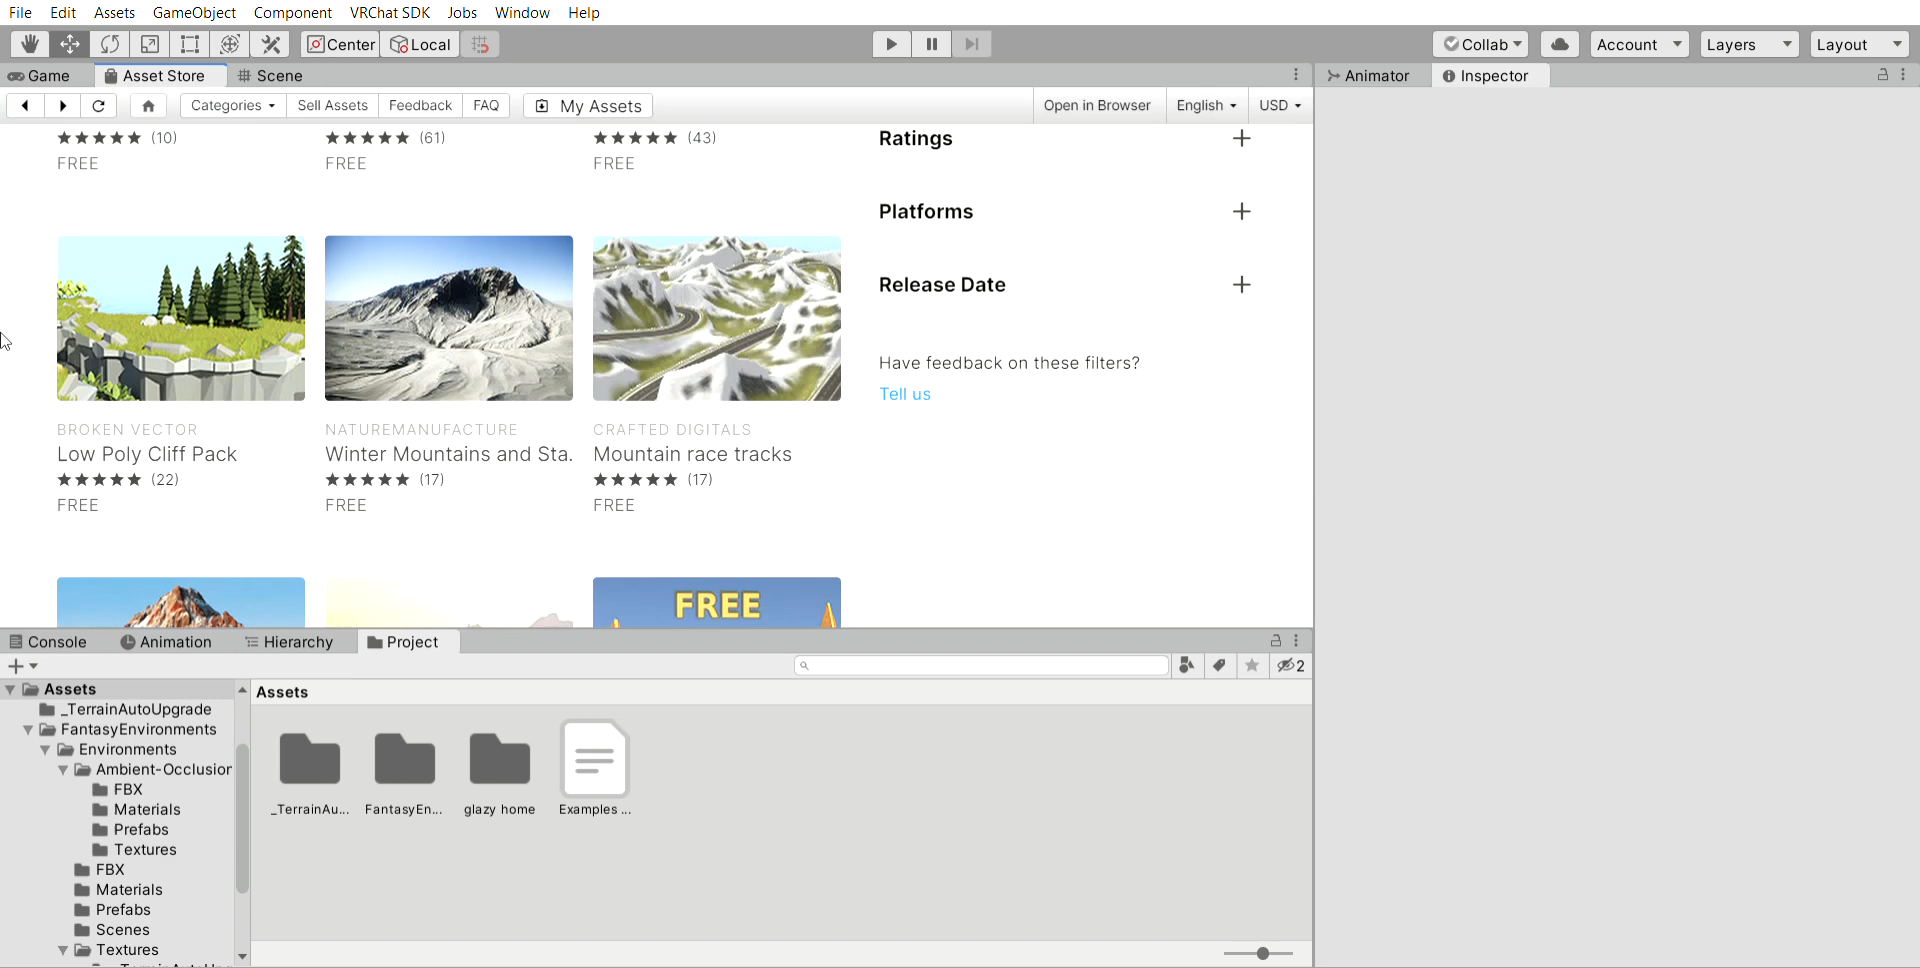 File Edit Assets GameObject Component VRChat SDK Jobs Window Help
Center Local Collab Account Layers Layout
Game Asset Store Scene Animator Inspector
Categories Sell Assets Feedback FAQ My Assets Open in Browser English USD
(10) (61) (43)
FREE FREE FREE
Ratings
Platforms
Release Date
Have feedback on these filters?
Tell us
BROKEN VECTOR NATUREMANUFACTURE CRAFTED DIGITALS
Low Poly Cliff Pack Winter Mountains and Sta. Mountain race tracks
(22) (17) (17)
FREE FREE FREE
FREE
Console Animation Hierarchy Project
2
Assets
_TerrainAutoUpgrade
FantasyEnvironments
Environments
Ambient-Occlusion
FBX
Materials
Prefabs
Textures
FBX
Materials
Prefabs
Scenes
Textures
Assets
_TerrainAu... FantasyEn... glazy home Examples ...